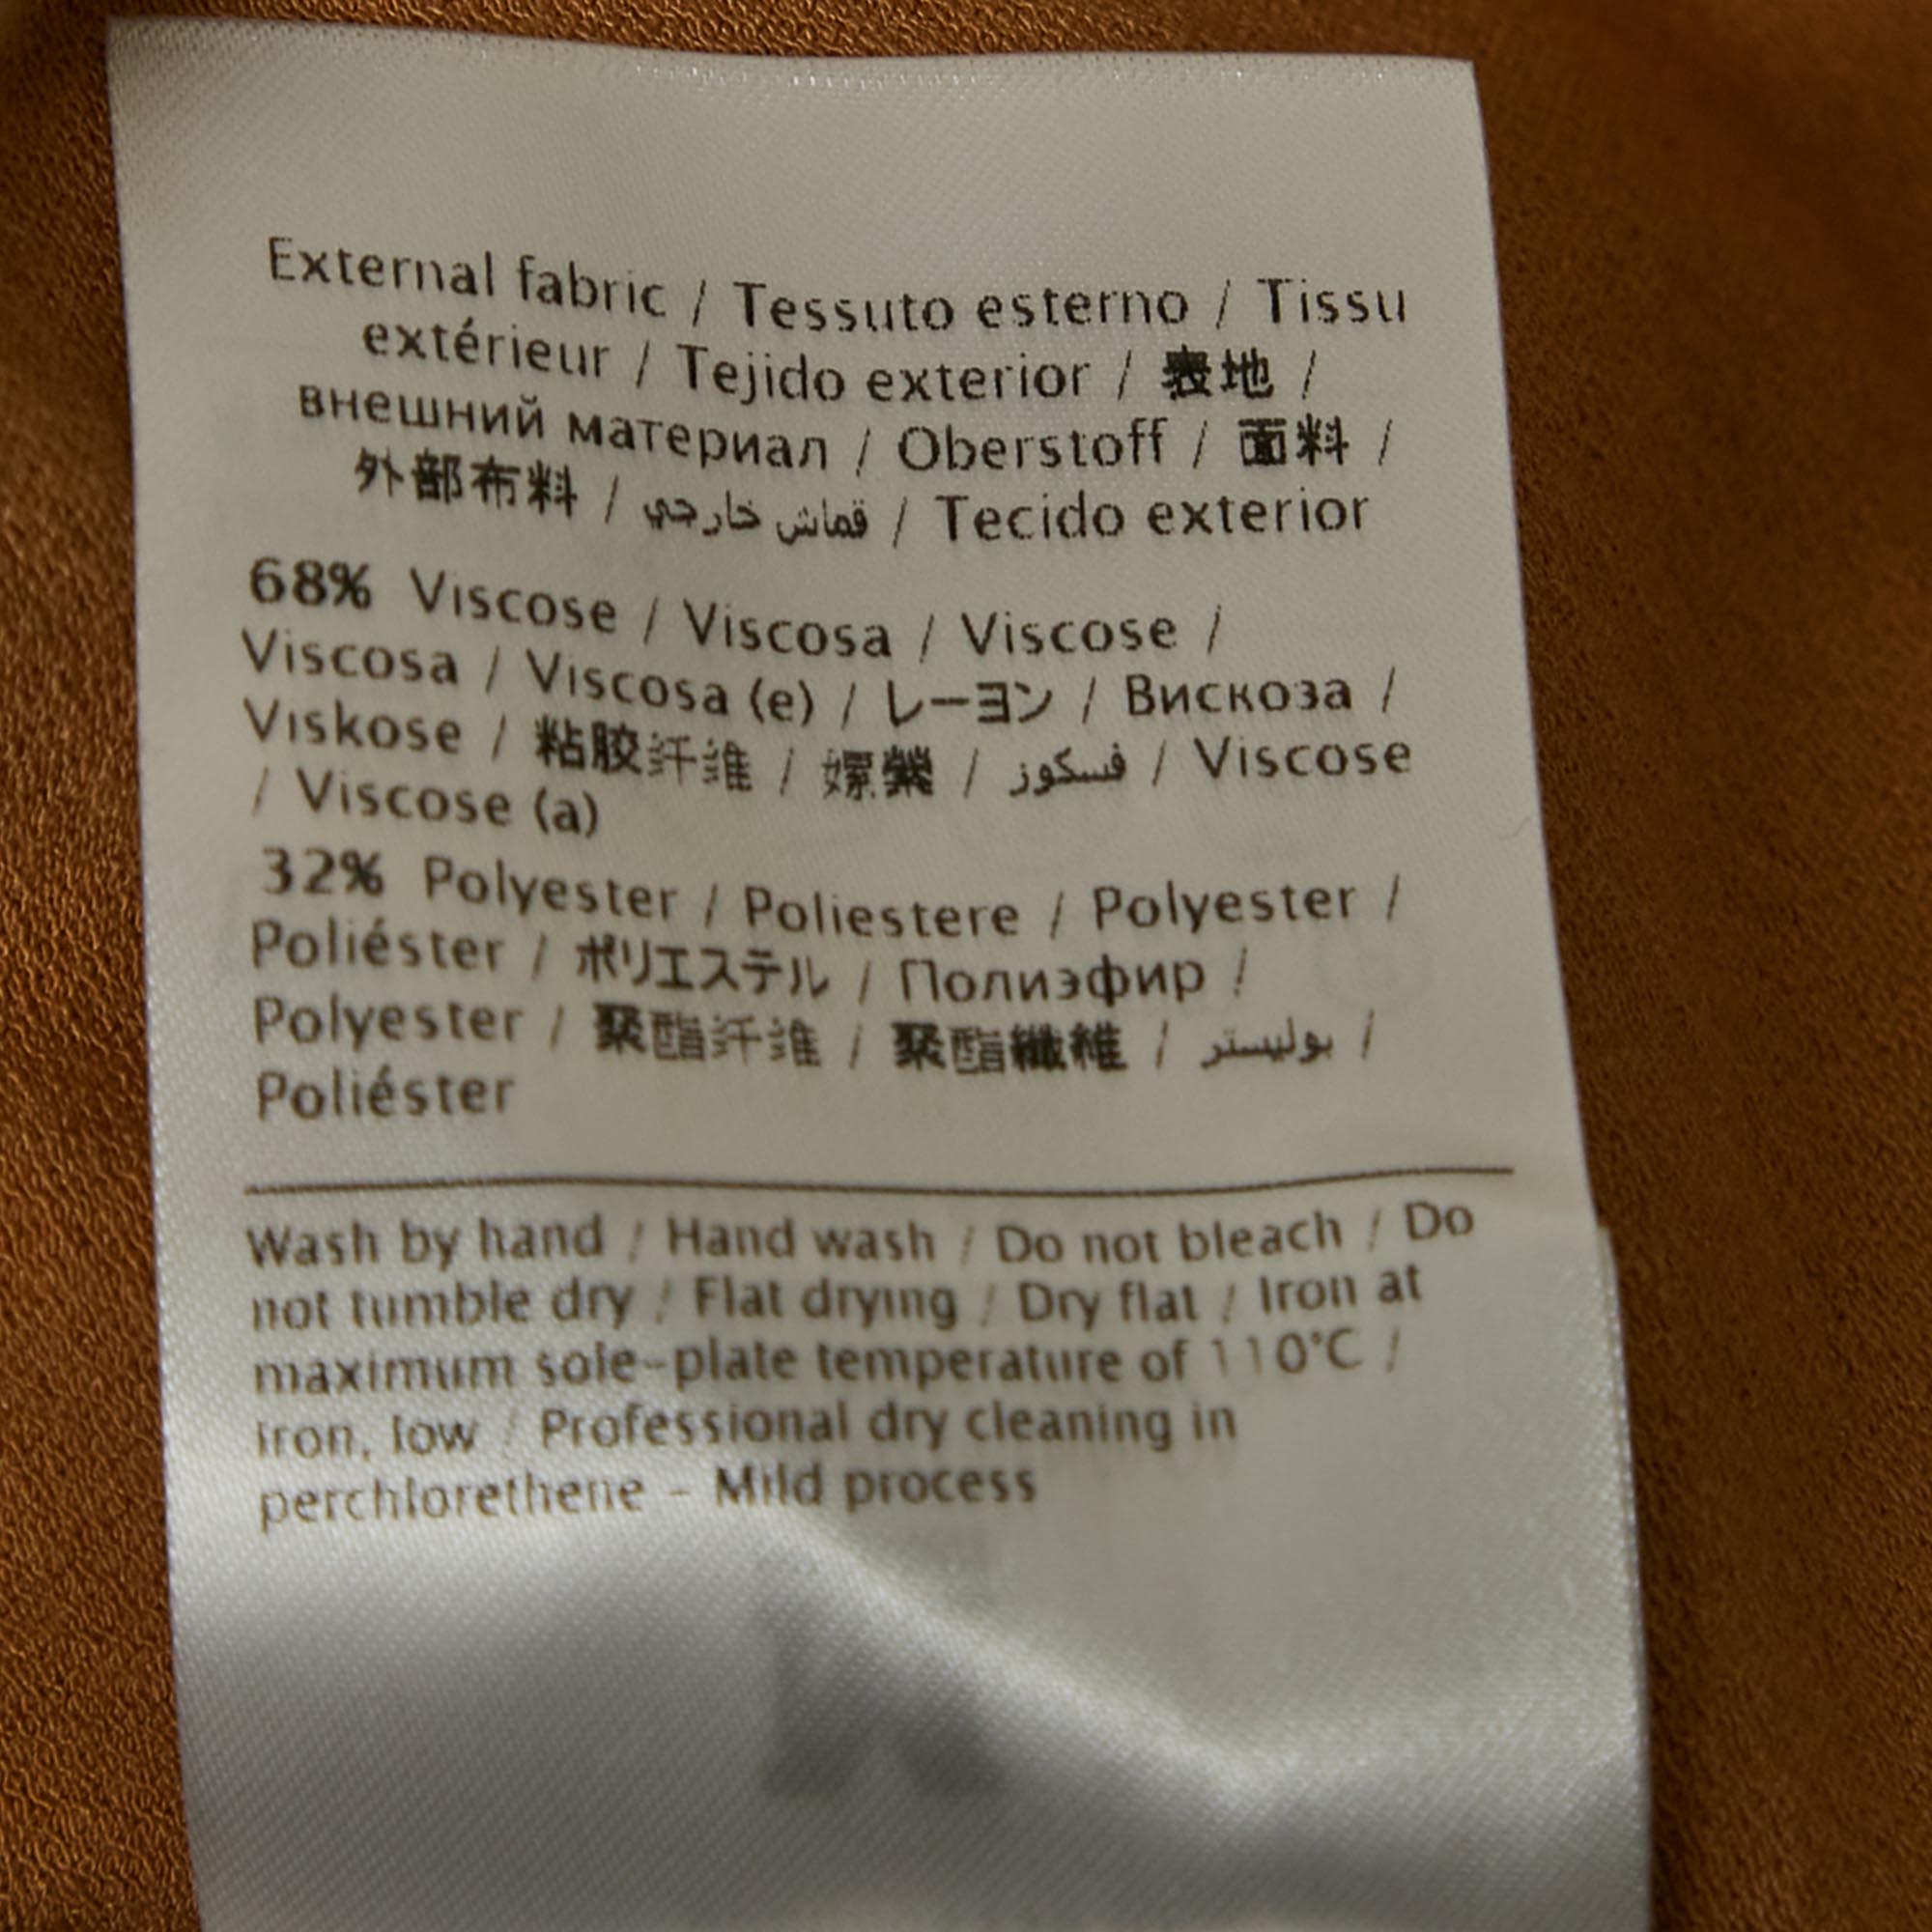 External fabric / Tessuto esterno / Tissu
extérieur / Tejido exterior / 表地 /
внешний материал / Oberstoff / 面料 /
外部布料 / قماش خارجي / Tecido exterior
68% Viscose / Viscosa / Viscose /
Viscosa / Viscosa (e) / レーヨン / Вискоза /
Viskose / 粘胶纤维 / 嫘縈 / فسكوز / Viscose
/ Viscose (a)
32% Polyester / Poliestere / Polyester /
Poliéster / ポリエステル / Полиэфир /
Polyester / 聚酯纤维 / 聚酯纖維 / بوليستر /
Poliéster
Wash by hand / Hand wash / Do not bleach / Do
not tumble dry / Flat drying / Dry flat / Iron at
maximum sole-plate temperature of 110°C /
Iron, low / Professional dry cleaning in
perchlorethene - Mild process